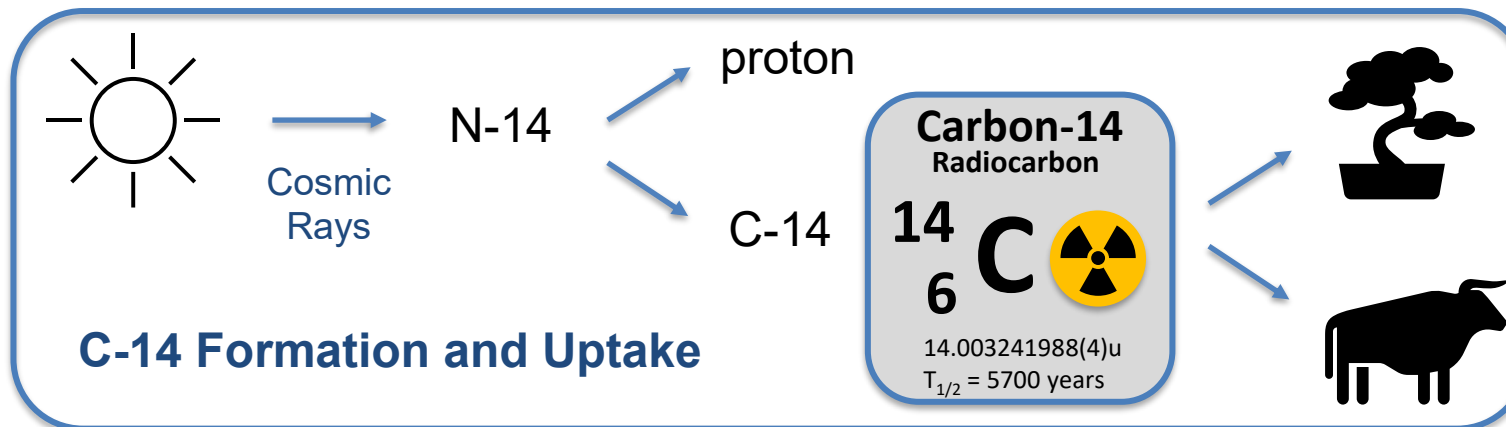 proton
N-14
Cosmic
Rays
C-14
Carbon-14
Radiocarbon
14
6
C
14.003241988(4)u
T1/2 = 5700 years
C-14 Formation and Uptake